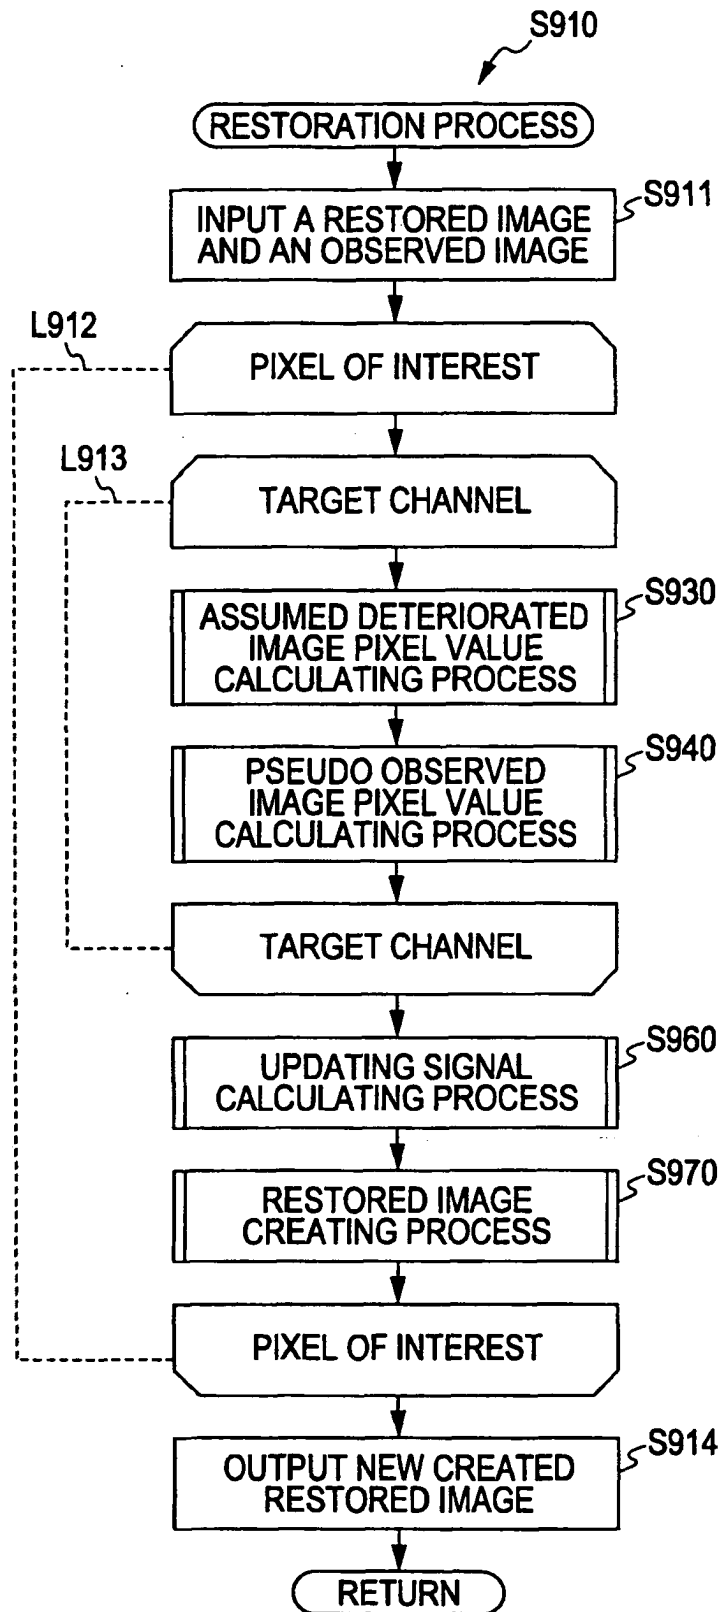 S910
RESTORATION PROCESS
S911
INPUT A RESTORED IMAGE
AND AN OBSERVED IMAGE
L912
PIXEL OF INTEREST
L913
TARGET CHANNEL
S930
ASSUMED DETERIORATED
IMAGE PIXEL VALUE
CALCULATING PROCESS
S940
PSEUDO OBSERVED
IMAGE PIXEL VALUE
CALCULATING PROCESS
TARGET CHANNEL
S960
UPDATING SIGNAL
CALCULATING PROCESS
S970
RESTORED IMAGE
CREATING PROCESS
PIXEL OF INTEREST
S914
OUTPUT NEW CREATED
RESTORED IMAGE
RETURN